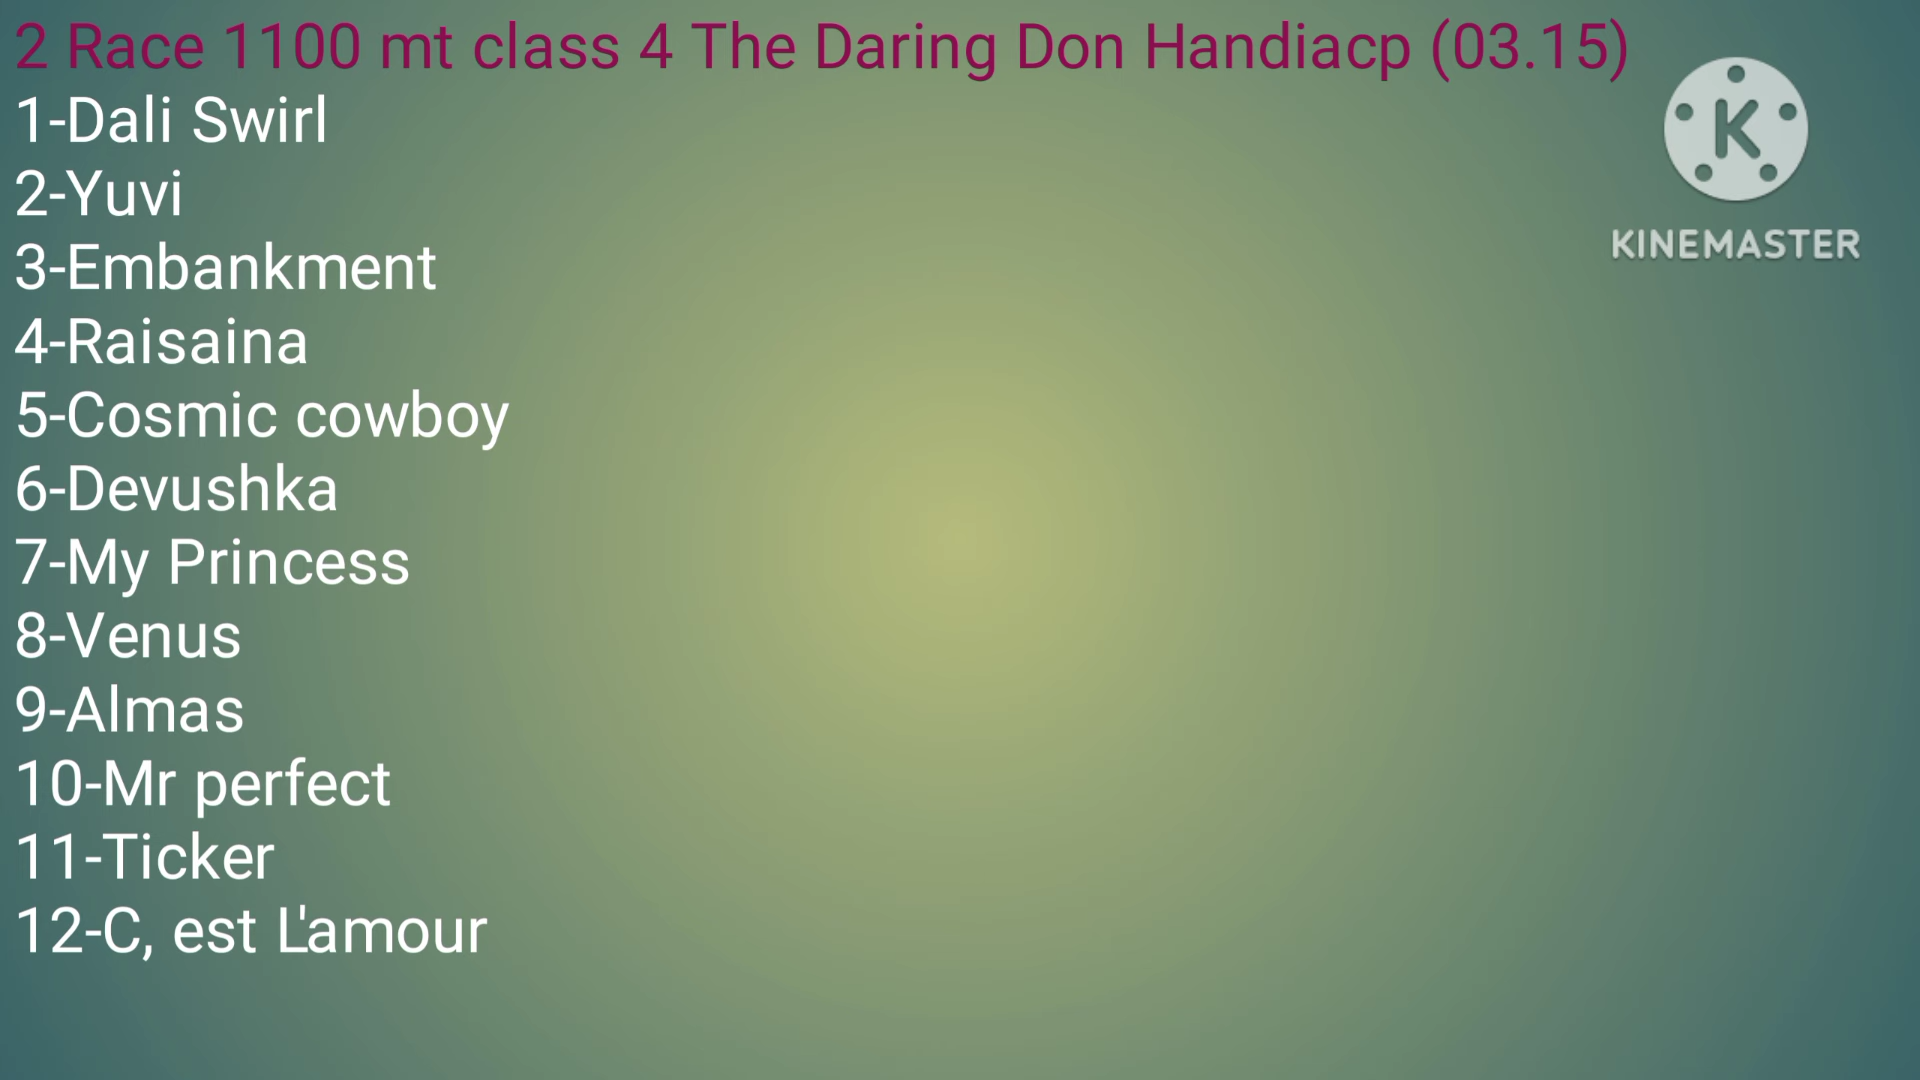 2 Race 1100 mt class 4 The Daring Don Handiacp (03.15)
1-Dali Swirl
2-Yuvi
3-Embankment
4-Raisaina
5-Cosmic cowboy
6-Devushka
7-My Princess
8-Venus
9-Almas
10-Mr perfect
11-Ticker
12-C, est L'amour
K
KINEMASTER